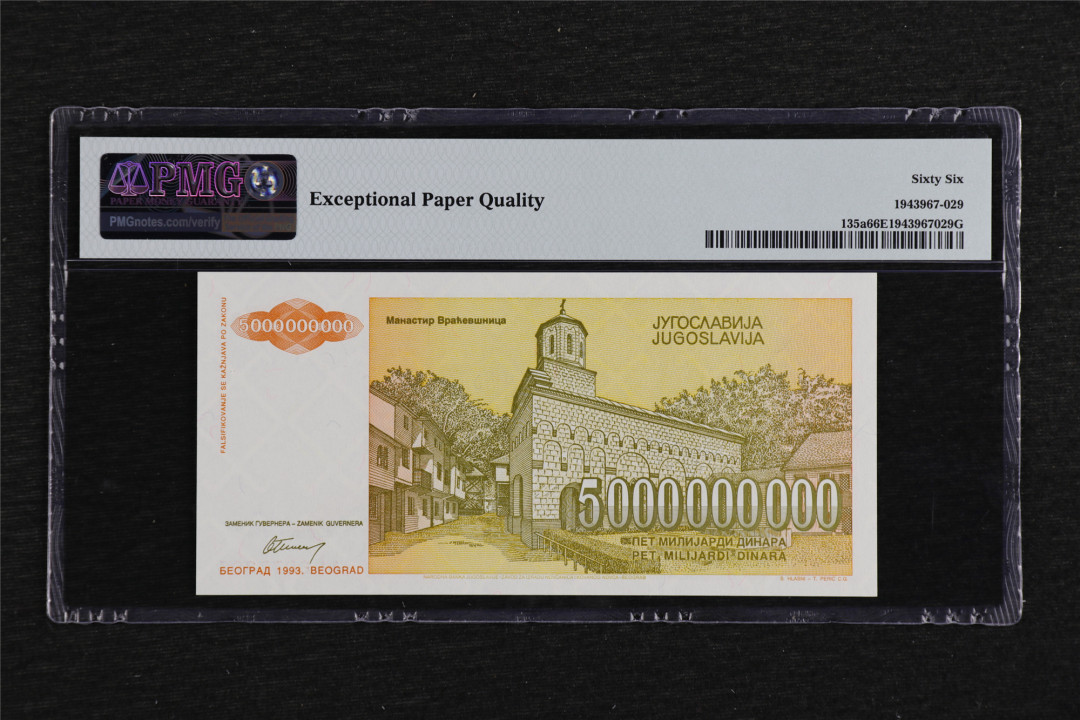 PMG
PAPER MONEY GUAR
PMGnotes.com/verify
Exceptional Paper Quality
Sixty Six
1943967-029
135a66E1943967029G
5000000000
FALSIFIKOVANJE SE KAŽNJAVA PO ZAKONU
Манастир Враћевшница
ЈУГОСЛАВИЈА
JUGOSLAVIJA
5000000000
ПЕТ МИЛИЈАРДИ ДИНАРА
PET MILIJARDI DINARA
ЗАМЕНИК ГУВЕРНЕРА – ZAMENIK GUVERNERA
БЕОГРАД 1993. BEOGRAD